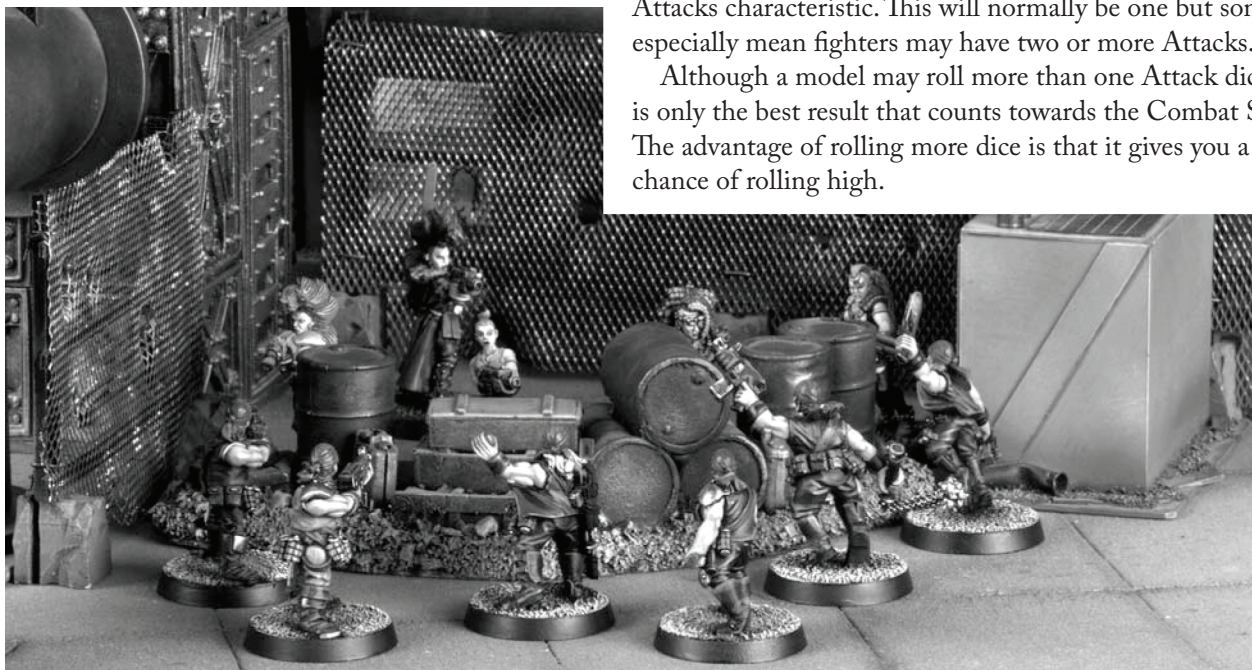 Attacks characteristic. This will normally be one but
especially mean fighters may have two or more Attacks.
Although a model may roll more than one Attack
is only the best result that counts towards the Combat
The advantage of rolling more dice is that it gives you a
chance of rolling high.